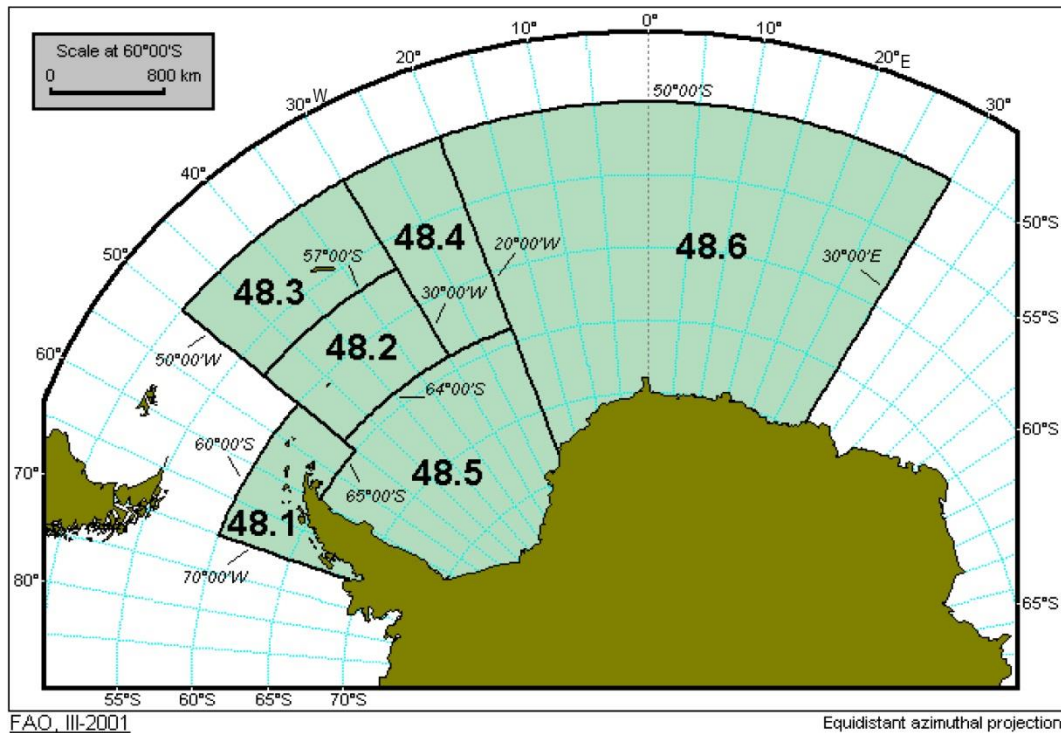 Scale at 60°00'S
0 800 km
40°
30°W
20°
10°
0°
10°
20°E
30°
50°
60°
70°
80°
50°00'S
57°00'S
20°00'W
30°00'W
30°00'E
50°00'W
64°00'S
60°00'S
65°00'S
70°00'W
48.3
48.4
48.6
48.2
48.5
48.1
50°S
55°S
60°S
65°S
55°S
60°S
65°S
70°S
FAO, III-2001
Equidistant azimuthal projection